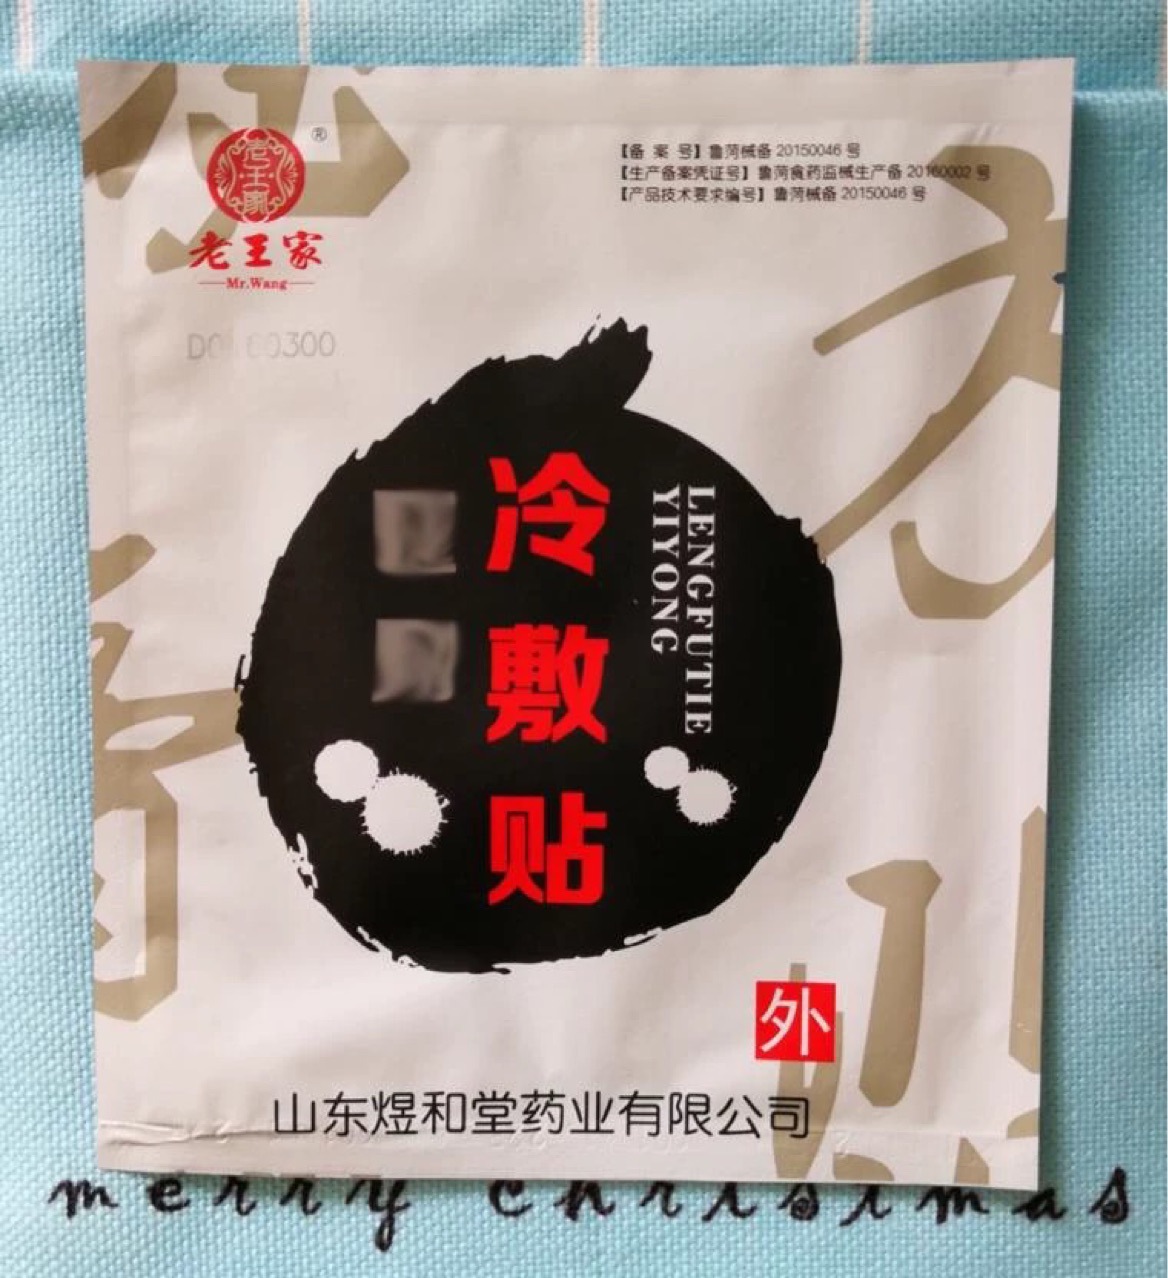 老王家
®
老王家
Mr.Wang
【备 案 号】鲁菏械备 20150046 号
【生产备案凭证号】鲁菏食药监械生产备 20160002 号
【产品技术要求编号】鲁菏械备 20150046 号
冷敷贴
LENGFUTIE
YIYONG
外
山东煜和堂药业有限公司
merry christmas